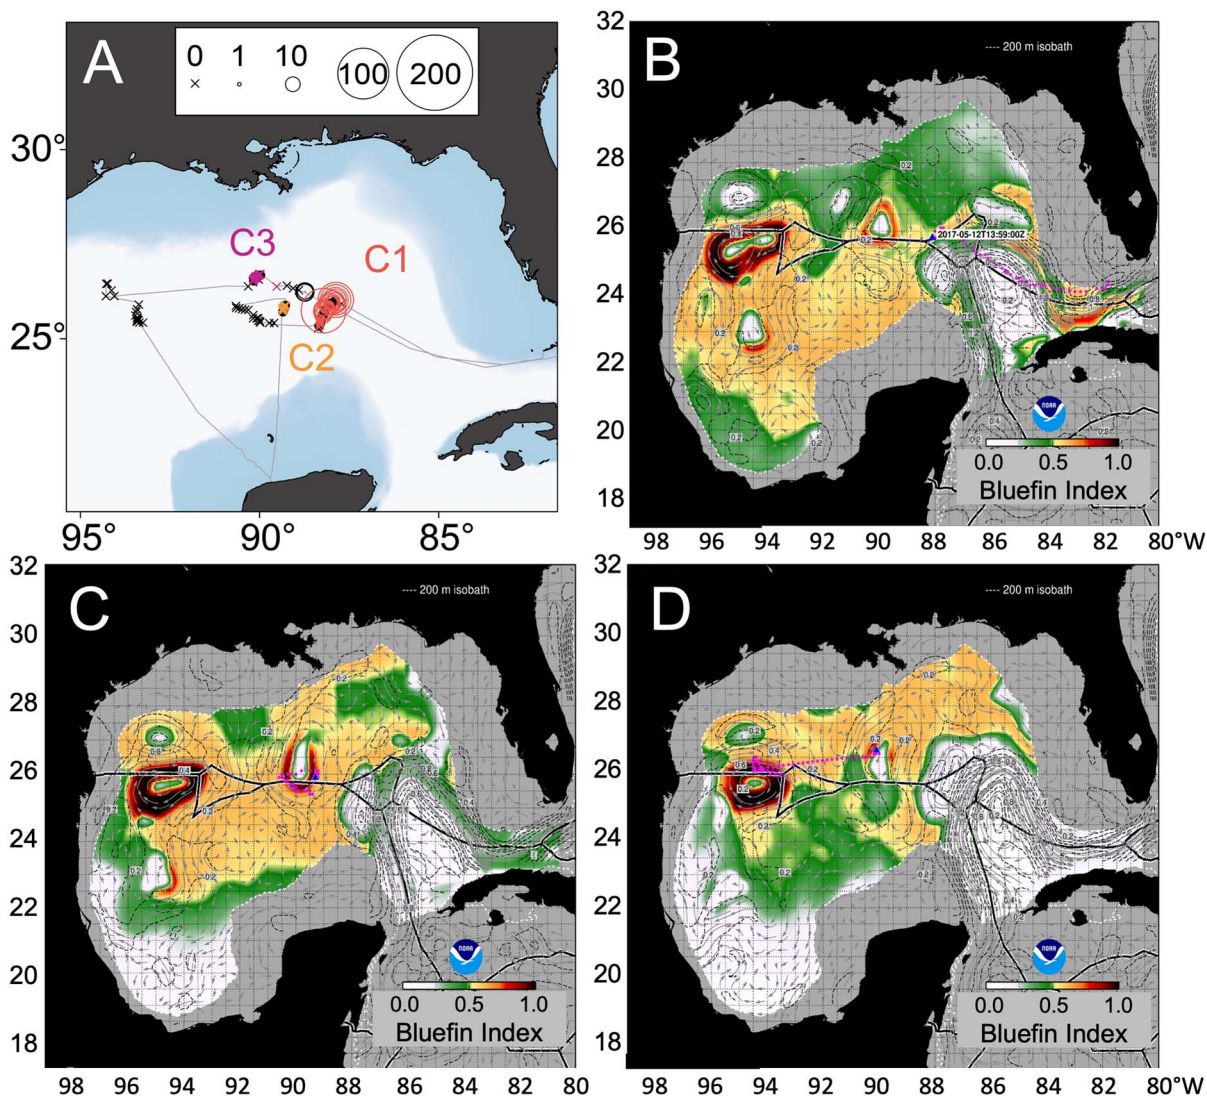 A
0 1 10
100 200
30°
C3
C1
25°
C2
95° 90° 85°
B
32
---- 200 m isobath
30
28
26
2017-05-12T13:59:00Z
24
22
20
NOAA
0.0 0.5 1.0
Bluefin Index
18
98 96 94 92 90 88 86 84 82 80°W
C
32
---- 200 m isobath
30
28
26
24
22
20
NOAA
0.0 0.5 1.0
Bluefin Index
18
98 96 94 92 90 88 86 84 82 80
D
32
---- 200 m isobath
30
28
26
24
22
20
NOAA
0.0 0.5 1.0
Bluefin Index
18
98 96 94 92 90 88 86 84 82 80°W